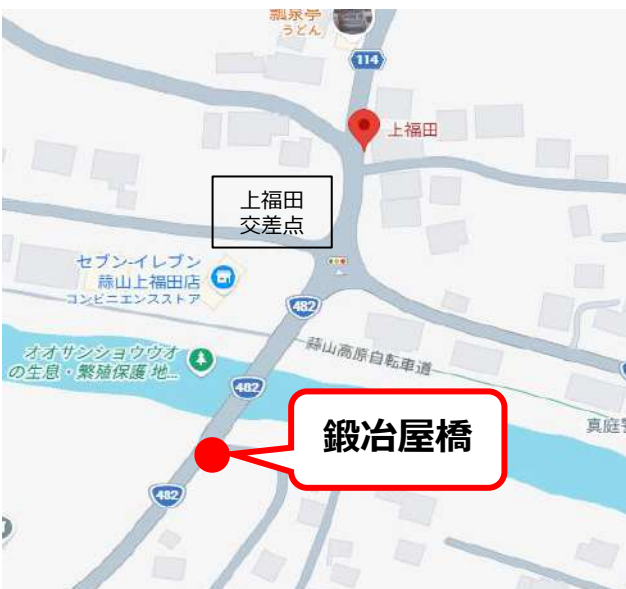 瓢泉亭
うどん
114
上福田
上福田
交差点
セブン-イレブン
蒜山上福田店
コンビニエンスストア
482
蒜山高原自転車道
オオサンショウウオ
の生息・繁殖保護地...
482
鍛冶屋橋
真庭
482